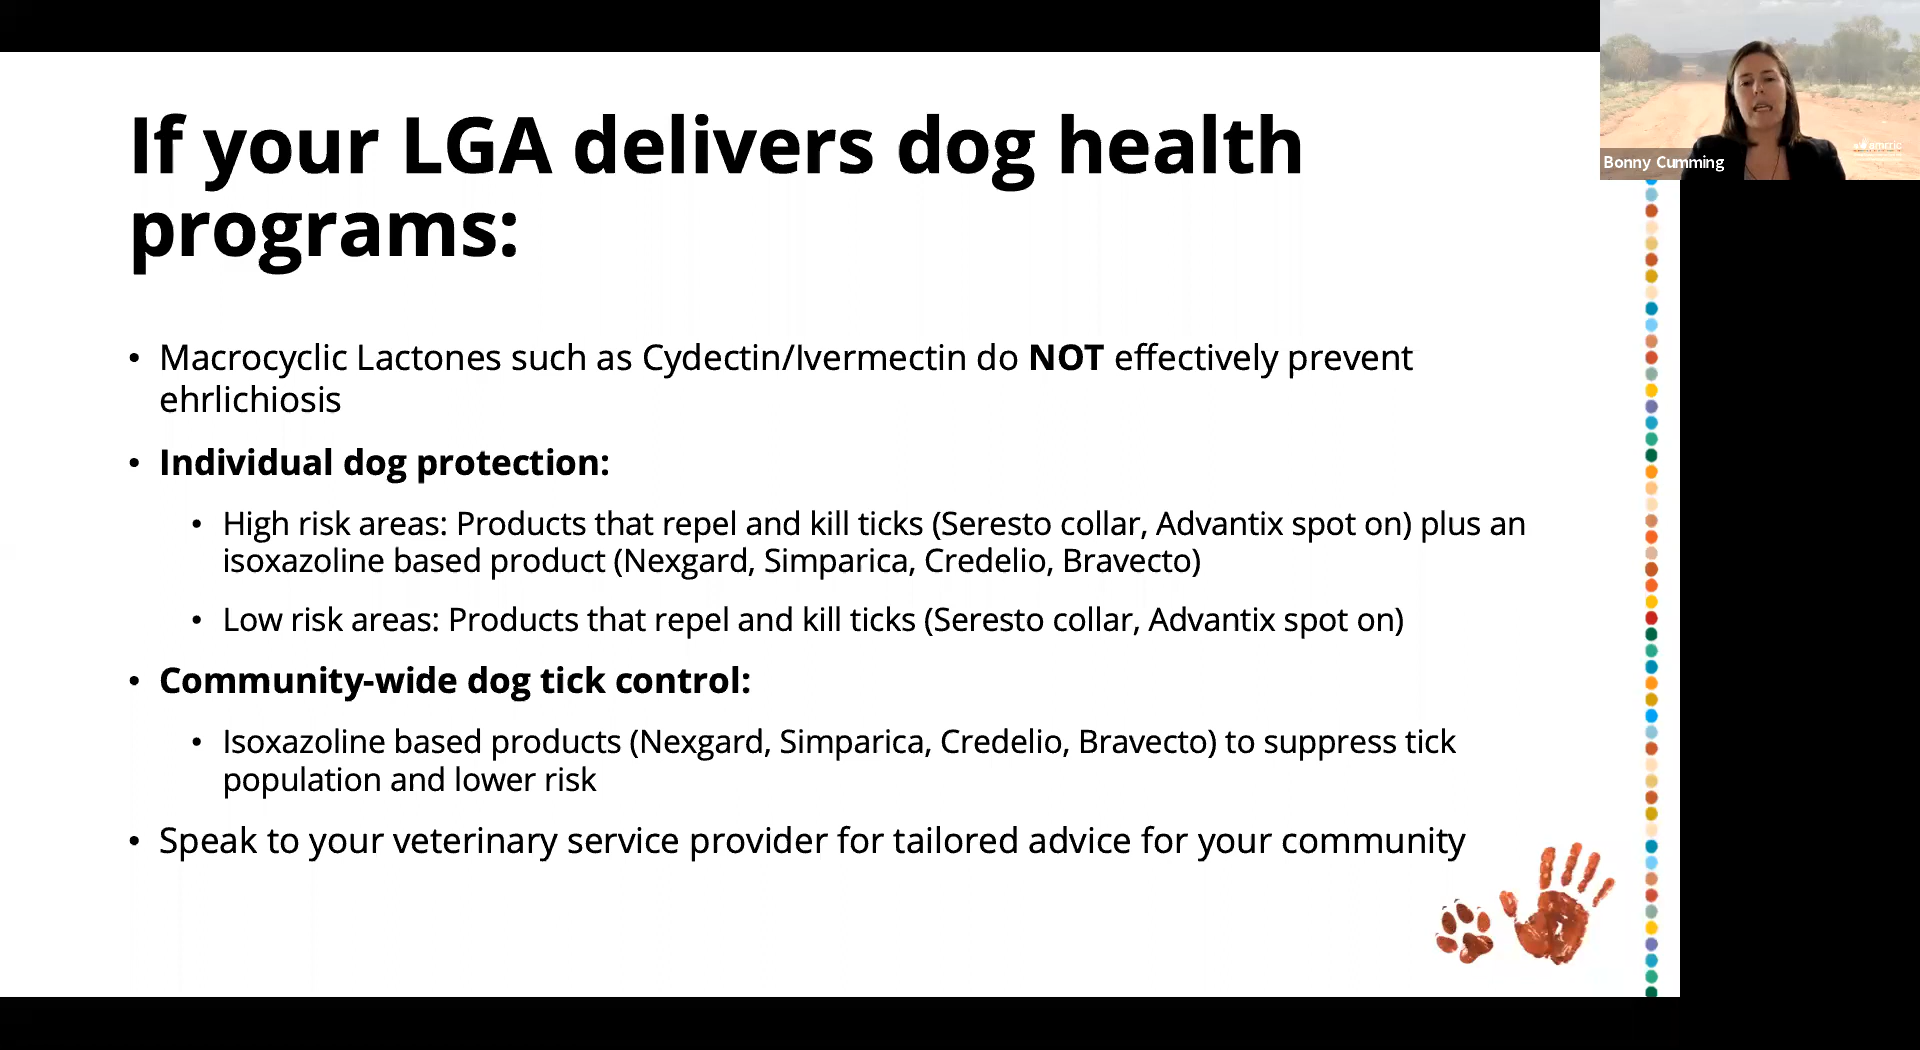 If your LGA delivers dog health
programs:
• Macrocyclic Lactones such as Cydectin/Ivermectin do NOT effectively prevent
ehrlichiosis
• Individual dog protection:
• High risk areas: Products that repel and kill ticks (Seresto collar, Advantix spot on) plus an
isoxazoline based product (Nexgard, Simparica, Credelio, Bravecto)
• Low risk areas: Products that repel and kill ticks (Seresto collar, Advantix spot on)
• Community-wide dog tick control:
• Isoxazoline based products (Nexgard, Simparica, Credelio, Bravecto) to suppress tick
population and lower risk
• Speak to your veterinary service provider for tailored advice for your community
Bonny Cumming